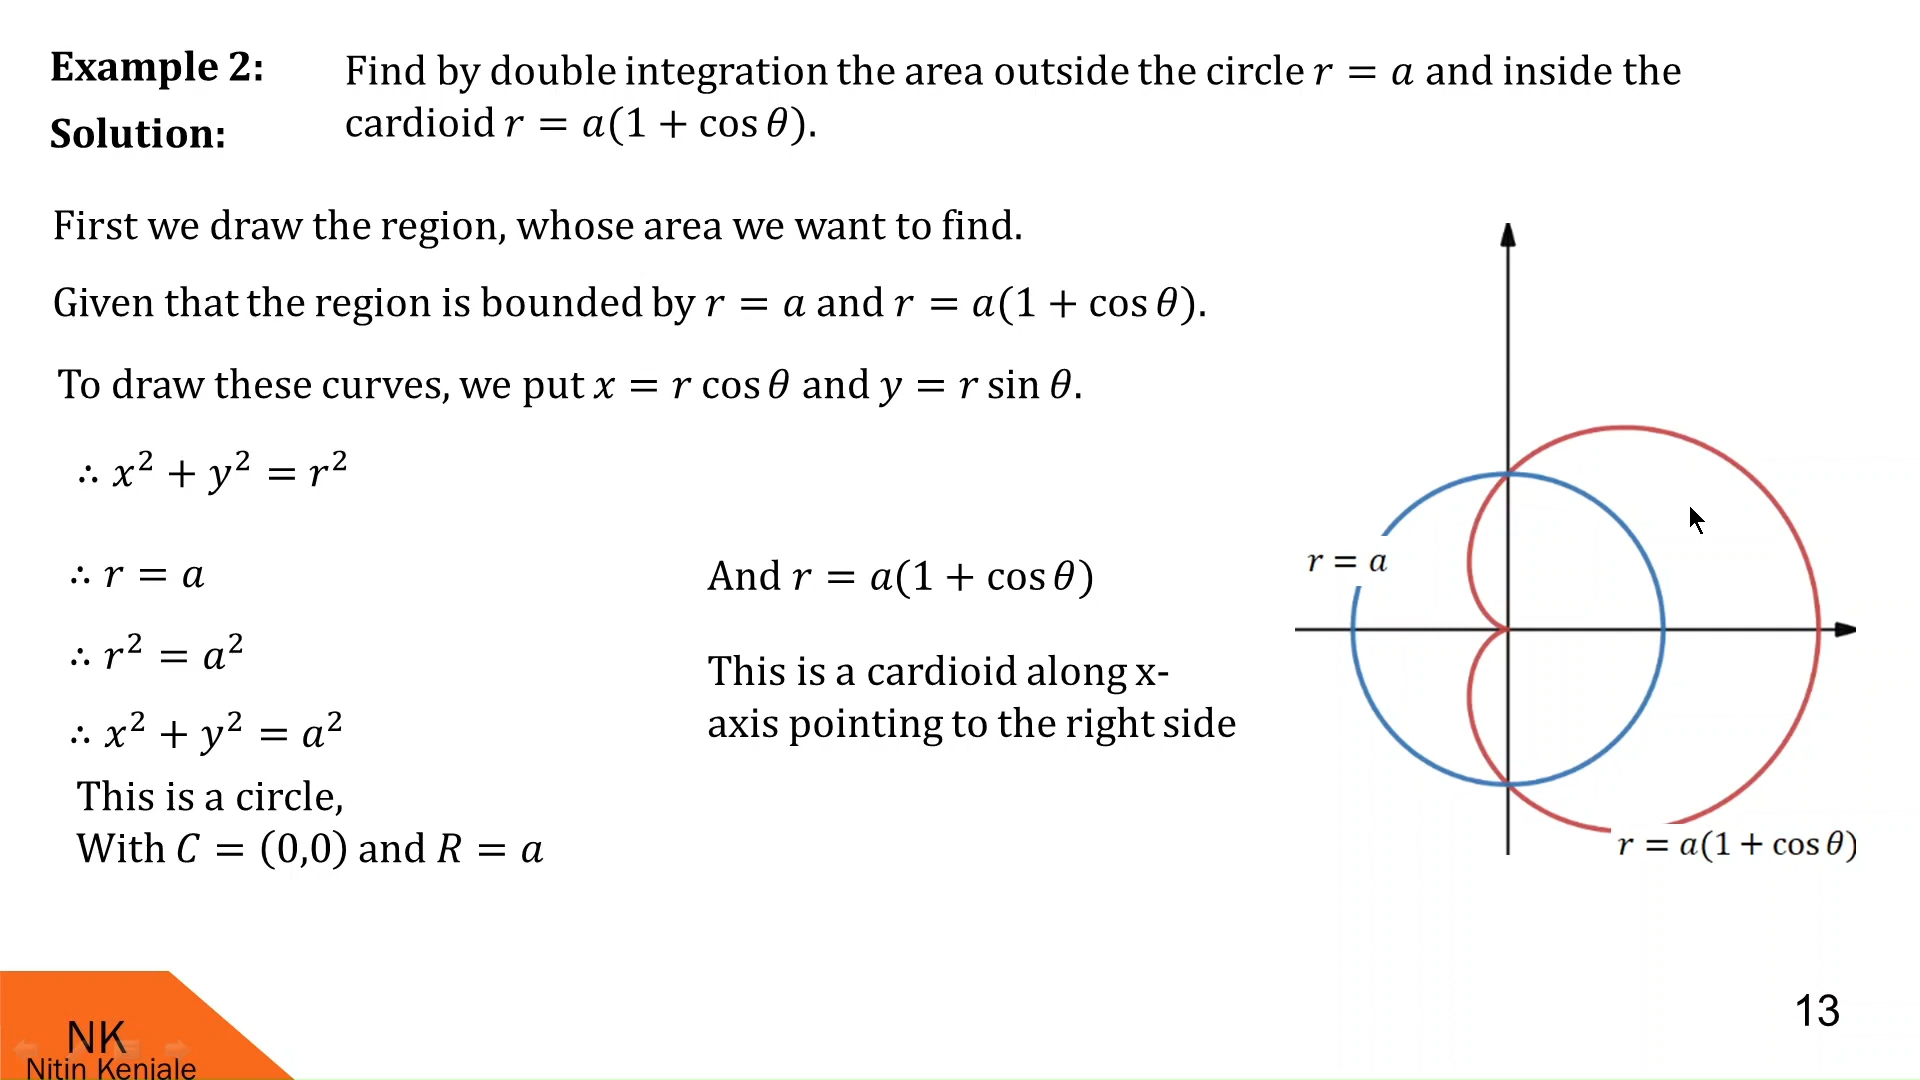 Example 2:
Find by double integration the area outside the circle r = a and inside the
cardioid r = a(1 + cos θ).
Solution:
First we draw the region, whose area we want to find.
Given that the region is bounded by r = a and r = a(1 + cos θ).
To draw these curves, we put x = r cos θ and y = r sin θ.
∴ x² + y² = r²
∴ r = a
∴ r² = a²
∴ x² + y² = a²
This is a circle,
With C = (0,0) and R = a
And r = a(1 + cos θ)
This is a cardioid along x-
axis pointing to the right side
r = a
r = a(1 + cos θ)
NK
Nitin Keniale
13